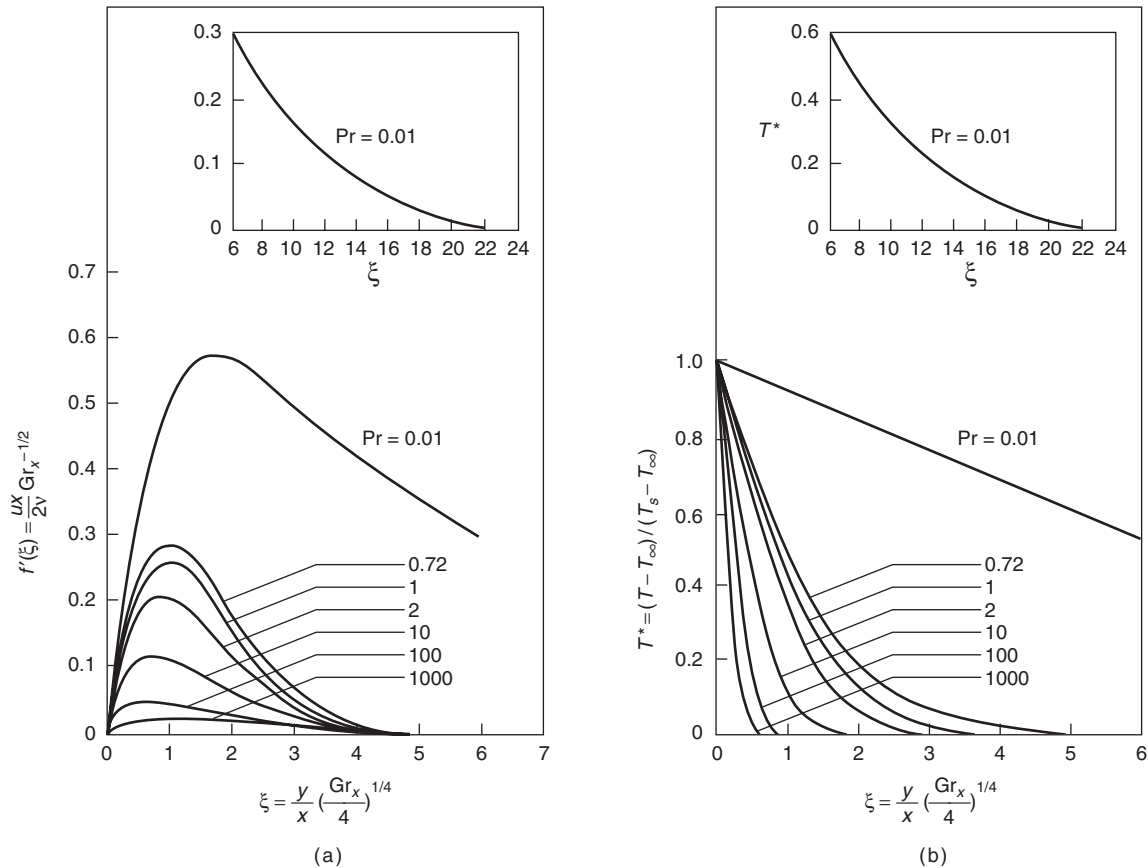 0.3
0.2
0.1
0
Pr = 0.01
6 8 10 12 14 16 18 20 22 24
ξ
0.7
0.6
0.5
0.4
0.3
0.2
0.1
0
f′(ξ) = ux/2ν Gr_x^−1/2
Pr = 0.01
0.72
1
2
10
100
1000
0 1 2 3 4 5 6 7
ξ = y/x (Gr_x/4)^1/4
(a)
0.6
0.4
0.2
0
T*
Pr = 0.01
6 8 10 12 14 16 18 20 22 24
ξ
1.0
0.8
0.6
0.4
0.2
0
T* = (T − T∞) / (T_s − T∞)
Pr = 0.01
0.72
1
2
10
100
1000
0 1 2 3 4 5 6
ξ = y/x (Gr_x/4)^1/4
(b)